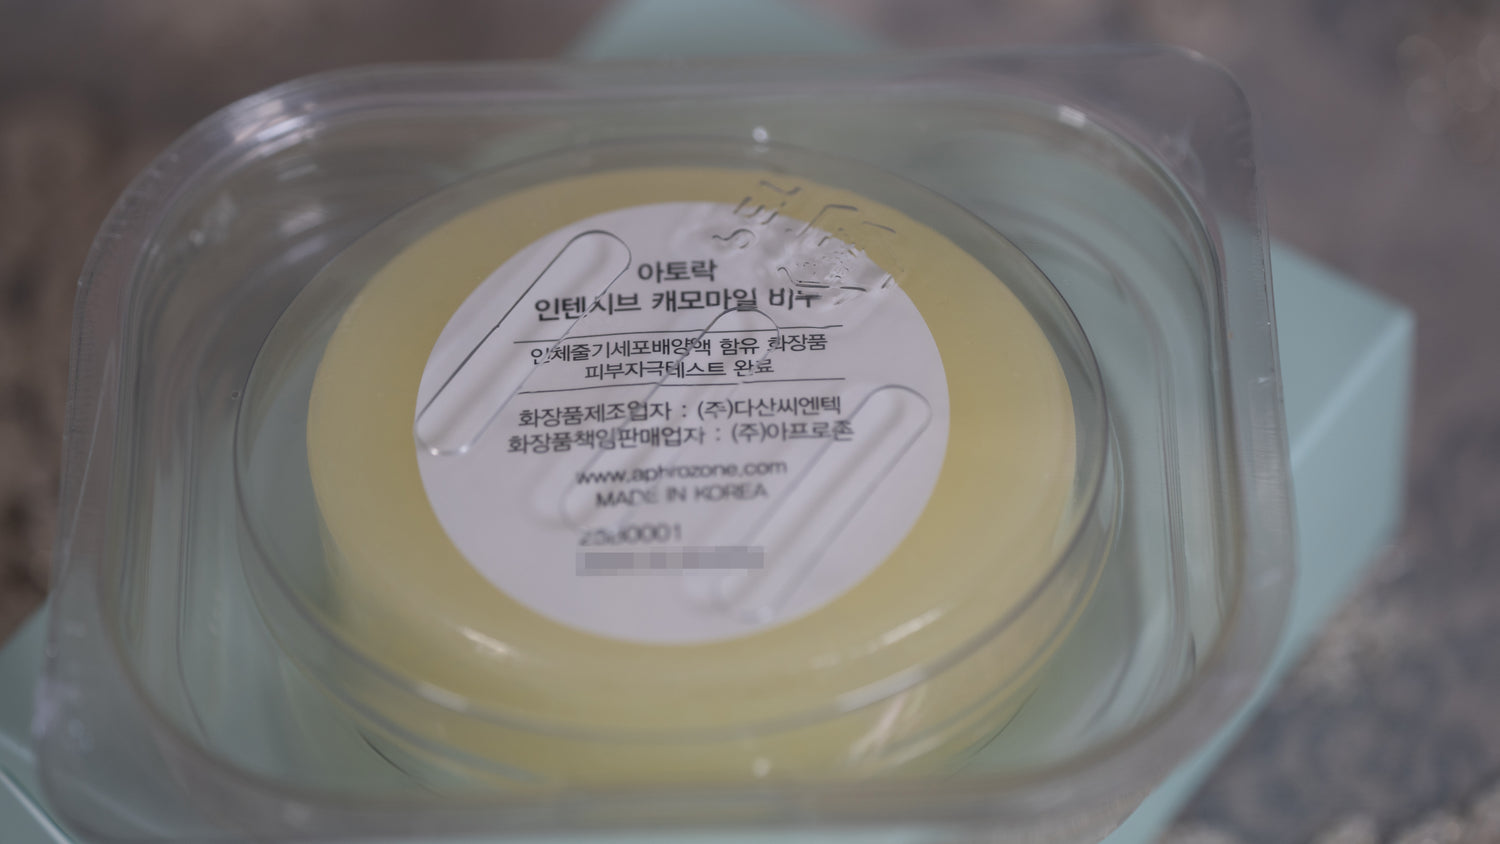 아토락
인텐시브 캐모마일 비누
인체줄기세포배양액 함유 화장품
피부자극테스트 완료
화장품제조업자 : (주)다산씨엔텍
화장품책임판매업자 : (주)아프로존
www.aphrozone.com
MADE IN KOREA